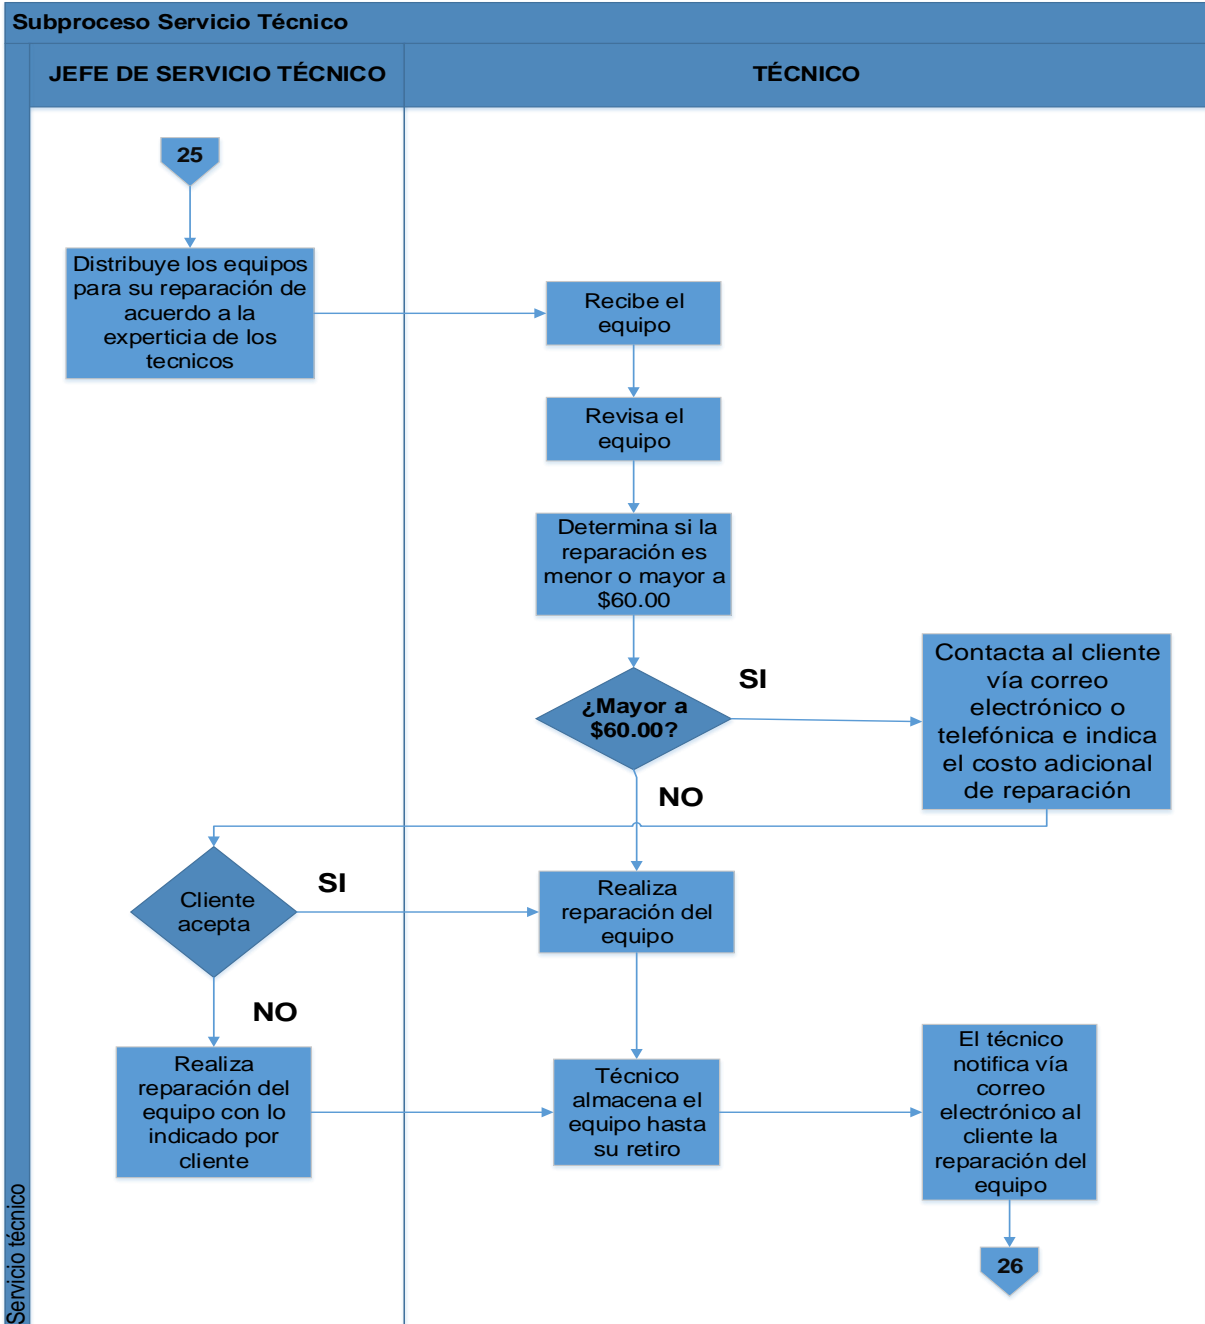 Subproceso Servicio Técnico
JEFE DE SERVICIO TÉCNICO
TÉCNICO
25
Distribuye los equipos
para su reparación de
acuerdo a la
experticia de los
tecnicos
Recibe el
equipo
Revisa el
equipo
Determina si la
reparación es
menor o mayor a
$60.00
¿Mayor a
$60.00?
SI
Contacta al cliente
vía correo
electrónico o
telefónica e indica
el costo adicional
de reparación
NO
Cliente
acepta
SI
Realiza
reparación del
equipo
NO
Realiza
reparación del
equipo con lo
indicado por
cliente
Técnico
almacena el
equipo hasta
su retiro
El técnico
notifica vía
correo
electrónico al
cliente la
reparación del
equipo
26
Servicio técnico